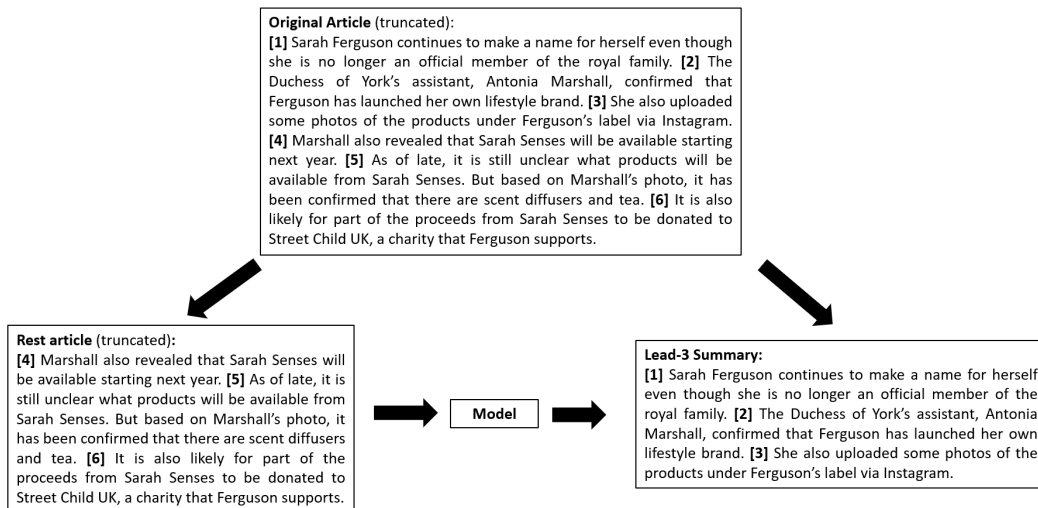 Original Article (truncated):
[1] Sarah Ferguson continues to make a name for herself even though
she is no longer an official member of the royal family. [2] The
Duchess of York's assistant, Antonia Marshall, confirmed that
Ferguson has launched her own lifestyle brand. [3] She also uploaded
some photos of the products under Ferguson's label via Instagram.
[4] Marshall also revealed that Sarah Senses will be available starting
next year. [5] As of late, it is still unclear what products will be
available from Sarah Senses. But based on Marshall's photo, it has
been confirmed that there are scent diffusers and tea. [6] It is also
likely for part of the proceeds from Sarah Senses to be donated to
Street Child UK, a charity that Ferguson supports.
Rest article (truncated):
[4] Marshall also revealed that Sarah Senses will
be available starting next year. [5] As of late, it is
still unclear what products will be available from
Sarah Senses. But based on Marshall's photo, it
has been confirmed that there are scent diffusers
and tea. [6] It is also likely for part of the
proceeds from Sarah Senses to be donated to
Street Child UK, a charity that Ferguson supports.
Model
Lead-3 Summary:
[1] Sarah Ferguson continues to make a name for herself
even though she is no longer an official member of the
royal family. [2] The Duchess of York's assistant, Antonia
Marshall, confirmed that Ferguson has launched her own
lifestyle brand. [3] She also uploaded some photos of the
products under Ferguson's label via Instagram.